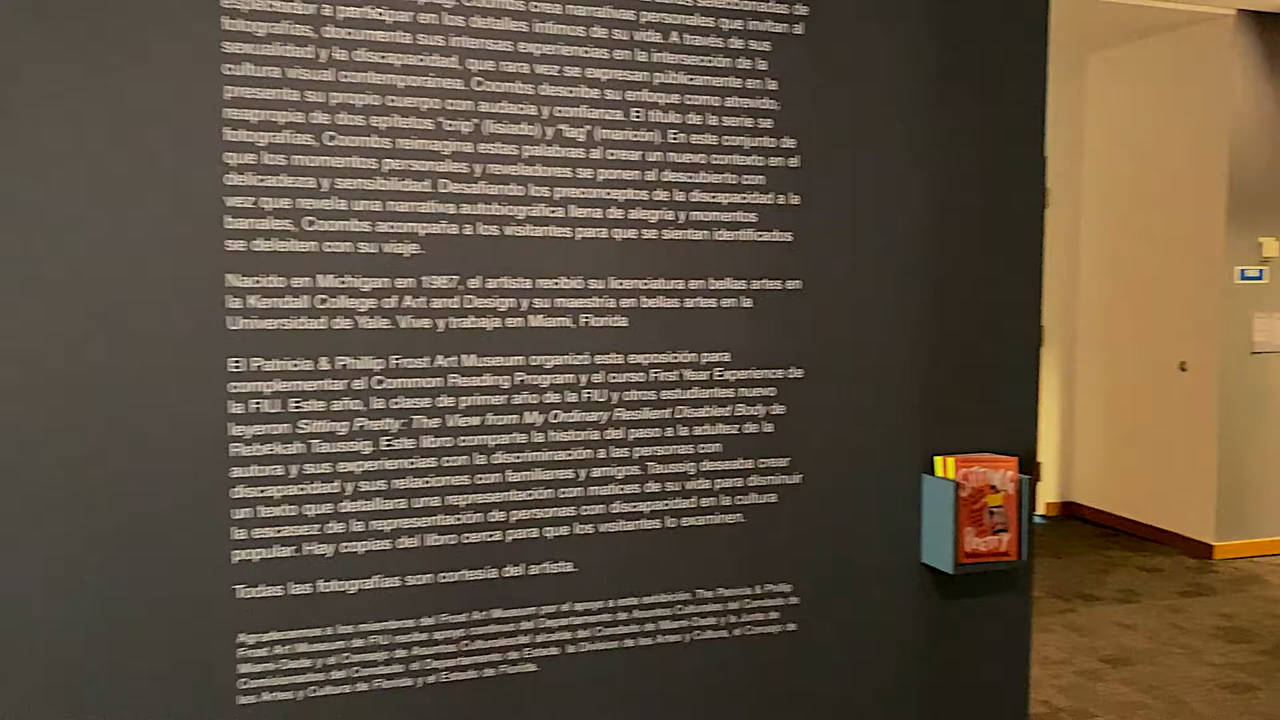 espectador a participar en los detalles íntimos de su vida. A través de sus
fotografías, documenta sus intensas experiencias en la intersección de la
sexualidad y la discapacidad, que rara vez se expresan públicamente en la
cultura visual contemporánea. Coombs describe su enfoque como atrevido,
presenta su propio cuerpo con audacia y confianza. El título de la serie se
reapropia de dos epítetos "crip" (lisiado) y "fag" (maricón). En este conjunto de
fotografías, Coombs reimagina estas palabras al crear un nuevo contexto en el
que los momentos personales y revelaciones se ponen al descubierto con
delicadeza y sensibilidad. Desafiando los preconceptos de la discapacidad a la
vez que revela una narrativa autobiográfica llena de alegría y momentos
banales, Coombs acompaña a los visitantes para que se sientan identificados
se deleiten con su viaje.
Nacido en Michigan en 1987, el artista recibió su licenciatura en bellas artes en
la Kendall College of Art and Design y su maestría en bellas artes en la
Universidad de Yale. Vive y trabaja en Miami, Florida
El Patricia & Phillip Frost Art Museum organizó esta exposición para
complementar el Common Reading Program y el curso First Year Experience de
la FIU. Este año, la clase de primer año de la FIU y otros estudiantes nuevo
leyeron Sitting Pretty: The View from My Ordinary Resilient Disabled Body de
Rebekah Taussig. Este libro comparte la historia del paso a la adultez de la
autora y sus experiencias con la discriminación a las personas con
discapacidad y sus relaciones con familiares y amigos. Taussig deseaba crear
un texto que detallara una representación con matices de su vida para disminuir
la escasez de la representación de personas con discapacidad en la cultura
popular. Hay copias del libro cerca para que los visitantes lo examinen.
Todas las fotografías son cortesía del artista.
las Artes y Cultura de Florida y el Estado de Florida.
Sitting
Pretty